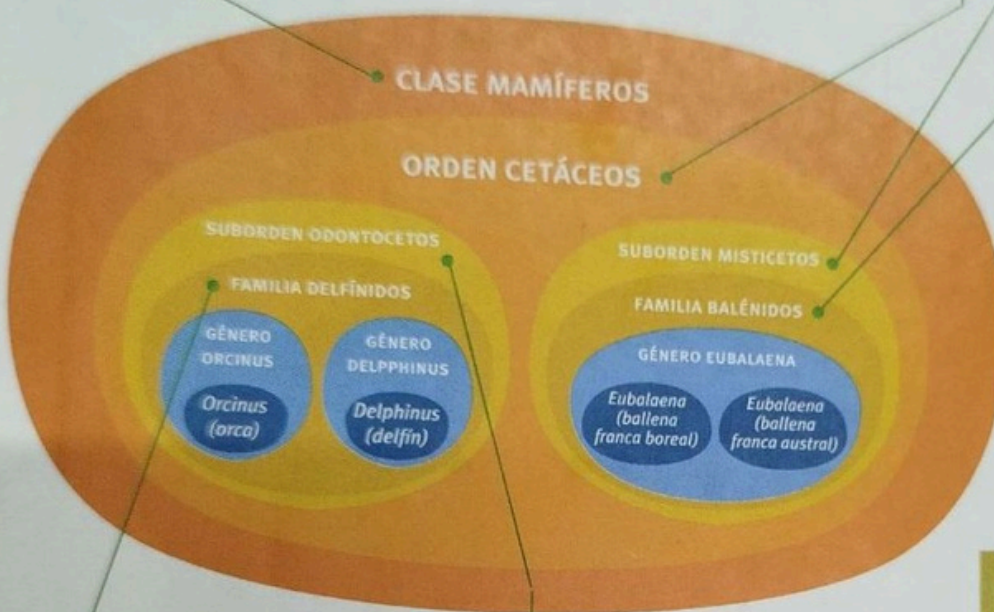 CLASE MAMÍFEROS
ORDEN CETÁCEOS
SUBORDEN ODONTOCETOS
FAMILIA DELFÍNIDOS
GÉNERO
ORCINUS
Orcinus
(orca)
GÉNERO
DELPPHINUS
Delphinus
(delfín)
SUBORDEN MISTICETOS
FAMILIA BALÉNIDOS
GÉNERO EUBALAENA
Eubalaena
(ballena
franca boreal)
Eubalaena
(ballena
franca austral)